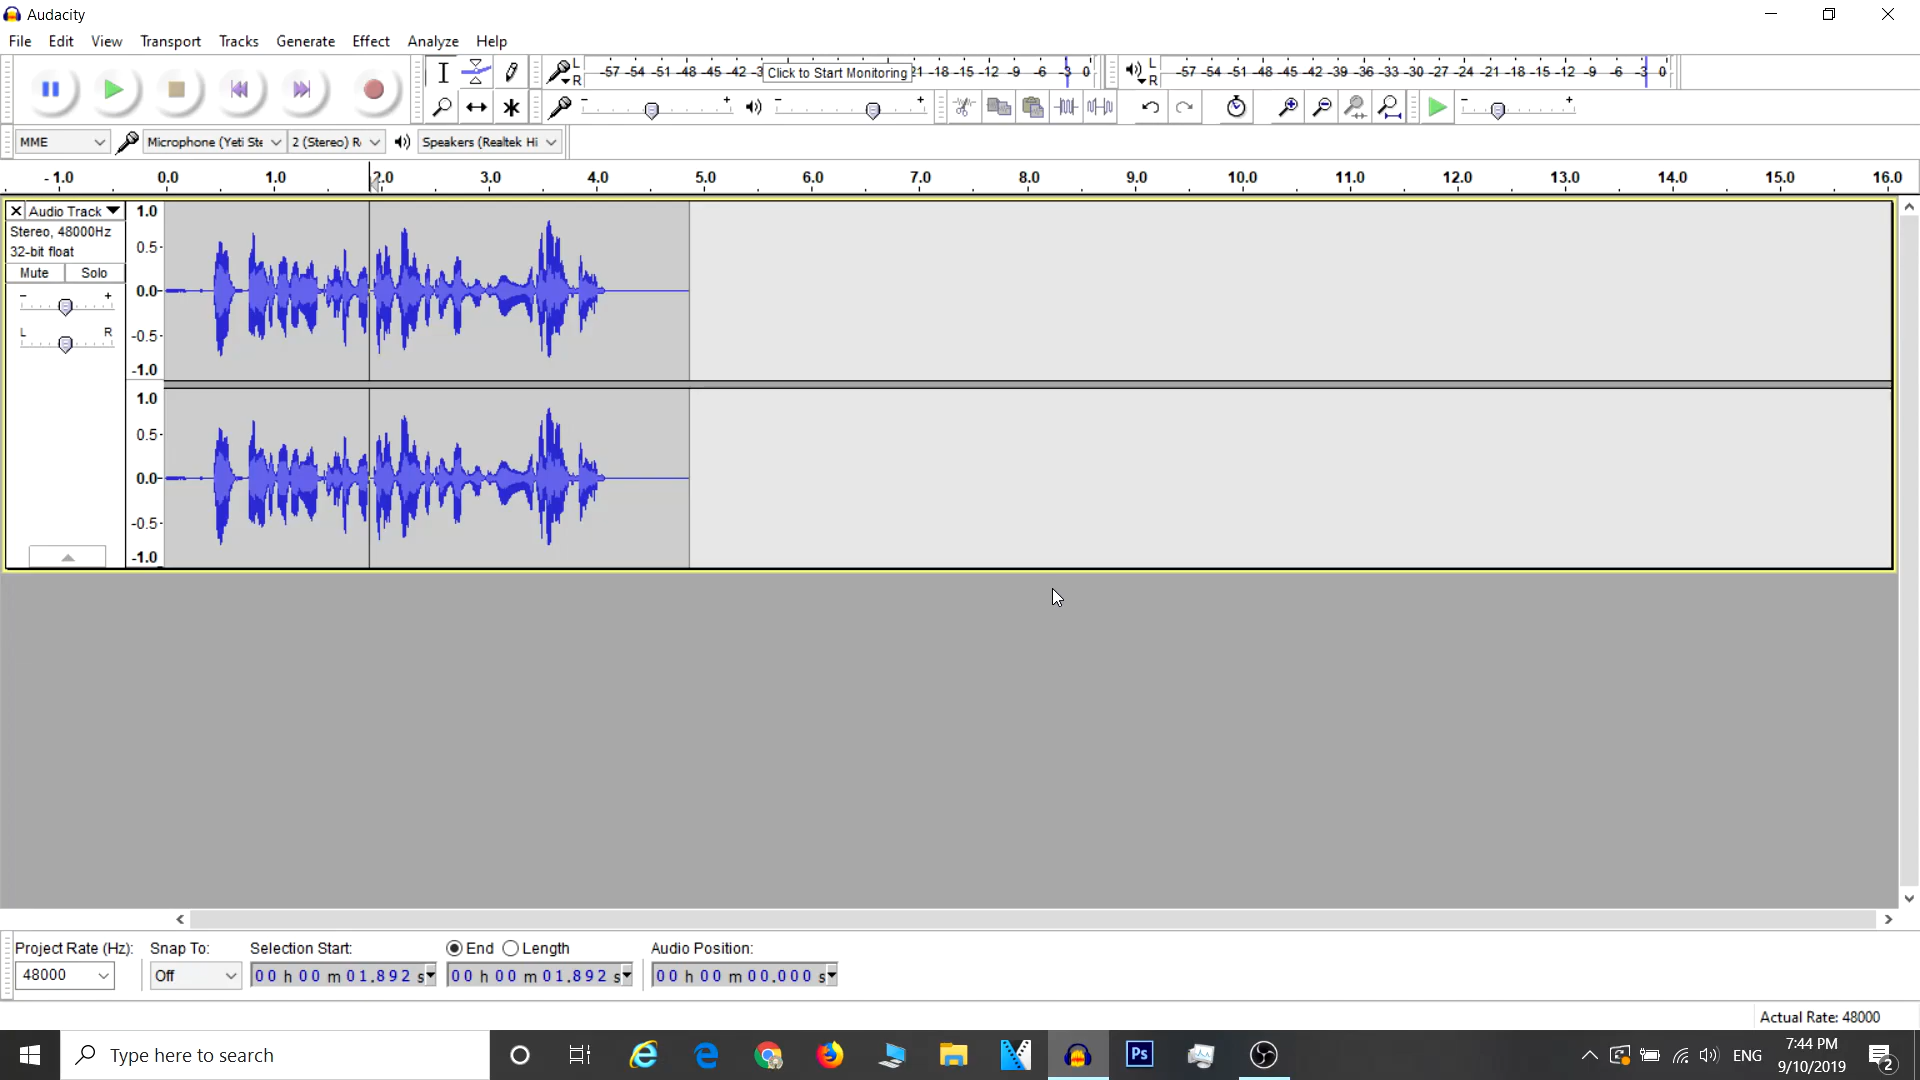 Audacity
File Edit View Transport Tracks Generate Effect Analyze Help
L R -57 -54 -51 -48 -45 -42 -3 Click to Start Monitoring 21 -18 -15 -12 -9 -6 -3 0
L R -57 -54 -51 -48 -45 -42 -39 -36 -33 -30 -27 -24 -21 -18 -15 -12 -9 -6 -3 0
MME Microphone (Yeti Ste 2 (Stereo) R Speakers (Realtek Hi
-1.0 0.0 1.0 2.0 3.0 4.0 5.0 6.0 7.0 8.0 9.0 10.0 11.0 12.0 13.0 14.0 15.0 16.0
Audio Track
Stereo, 48000Hz
32-bit float
Mute Solo
- +
L R
1.0
0.5-
0.0-
-0.5-
-1.0
1.0
0.5-
0.0-
-0.5-
-1.0
Project Rate (Hz): Snap To: Selection Start: End Length Audio Position:
48000 Off 00 h 00 m 01.892 s 00 h 00 m 01.892 s 00 h 00 m 00.000 s
Actual Rate: 48000
Type here to search
Ps
ENG
7:44 PM
9/10/2019
2